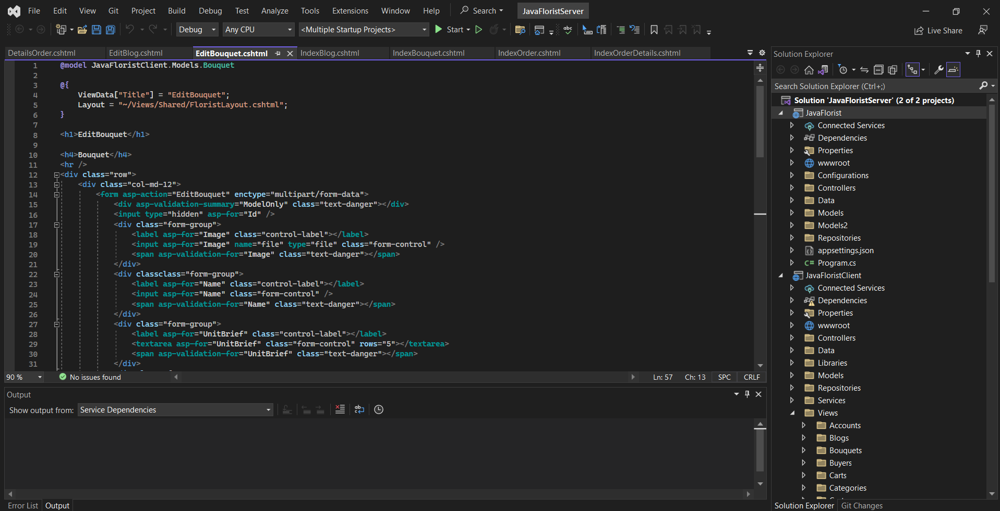 File Edit View Git Project Build Debug Test Analyze Tools Extensions Window Help Search JavaFloristServer
Debug Any CPU <Multiple Startup Projects> Start Live Share
DetailsOrder.cshtml EditBlog.cshtml EditBouquet.cshtml IndexBlog.cshtml IndexBouquet.cshtml IndexOrder.cshtml IndexOrderDetails.cshtml
1 @model JavaFloristClient.Models.Bouquet
2
3 @{
4 ViewData["Title"] = "EditBouquet";
5 Layout = "~/Views/Shared/FloristLayout.cshtml";
6 }
7
8 <h1>EditBouquet</h1>
9
10 <h4>Bouquet</h4>
11 <hr />
12 <div class="row">
13 <div class="col-md-12">
14 <form asp-action="EditBouquet" enctype="multipart/form-data">
15 <div asp-validation-summary="ModelOnly" class="text-danger"></div>
16 <input type="hidden" asp-for="Id" />
17 <div class="form-group">
18 <label asp-for="Image" class="control-label"></label>
19 <input asp-for="Image" name="file" type="file" class="form-control" />
20 <span asp-validation-for="Image" class="text-danger"></span>
21 </div>
22 <div classclass="form-group">
23 <label asp-for="Name" class="control-label"></label>
24 <input asp-for="Name" class="form-control" />
25 <span asp-validation-for="Name" class="text-danger"></span>
26 </div>
27 <div class="form-group">
28 <label asp-for="UnitBrief" class="control-label"></label>
29 <textarea asp-for="UnitBrief" class="form-control" rows="5"></textarea>
30 <span asp-validation-for="UnitBrief" class="text-danger"></span>
31 </div>
90 % No issues found Ln: 57 Ch: 13 SPC CRLF
Output
Show output from: Service Dependencies
Error List Output
Solution Explorer
Search Solution Explorer (Ctrl+;)
Solution 'JavaFloristServer' (2 of 2 projects)
JavaFlorist
Connected Services
Dependencies
Properties
wwwroot
Configurations
Controllers
Data
Models
Models2
Repositories
appsettings.json
C# Program.cs
JavaFloristClient
Connected Services
Dependencies
Properties
wwwroot
Controllers
Data
Libraries
Models
Repositories
Services
Views
Accounts
Blogs
Bouquets
Buyers
Carts
Categories
Solution Explorer Git Changes